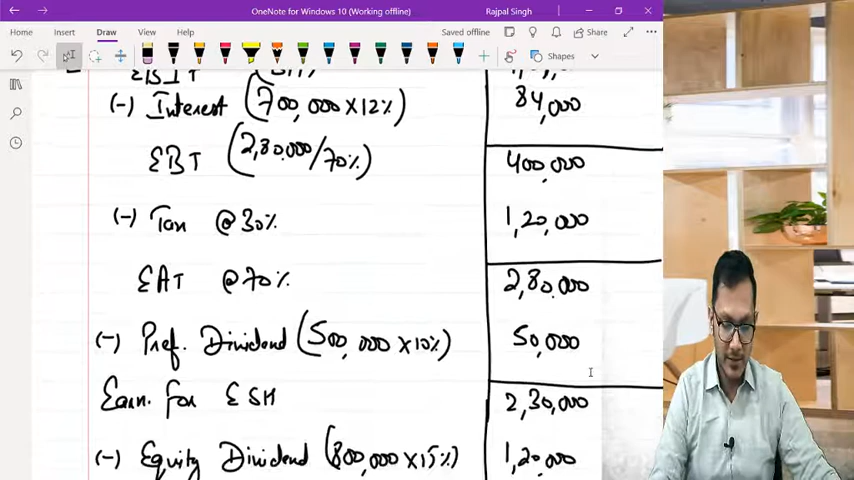 OneNote for Windows 10 (Working offline)
Rajpal Singh
Home Insert Draw View Help
Saved offline
Share
Shapes
EBIT
(-) Interest (700,000 x 12%) 84,000
EBT (2,80,000/70%) 400,000
(-) Tax @30% 1,20,000
EAT @70% 2,80,000
(-) Pref. Dividend (500,000 x 10%) 50,000
Earn. for ESH 2,30,000
(-) Equity Dividend (800,000 x 15%) 1,20,000